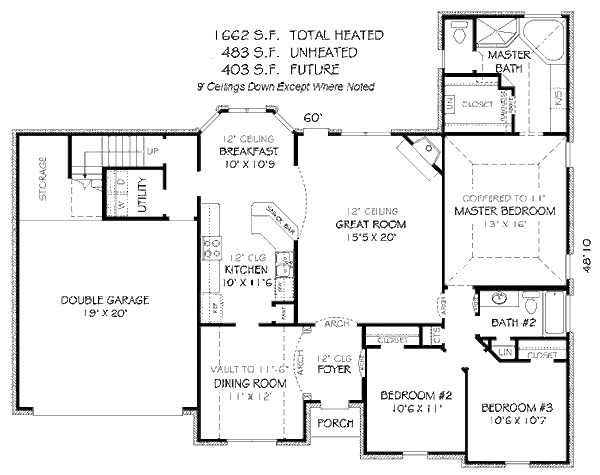 1662 S.F. TOTAL HEATED
483 S.F. UNHEATED
403 S.F. FUTURE
9' Ceilings Down Except Where Noted
60'
MASTER
BATH
LIN
CLOSET
K/S
STORAGE
UP
W D
UTILITY
12' CEILING
BREAKFAST
10' X 10'9
SNACK BAR
12' CEILING
GREAT ROOM
15'5 X 20'
COFFERED TO 11'
MASTER BEDROOM
13' X 16'
48'10
12' CLG
KITCHEN
10' X 11'6
REF
PANT
DOUBLE GARAGE
19' X 20'
ARCH
ARCH
BATH #2
VAULT TO 11'-6"
DINING ROOM
11' X 12'
ARCH
12' CLG
FOYER
CLOSET
CTS
LIN
CLOSET
BEDROOM #2
10'6 X 11'
BEDROOM #3
10'6 X 10'7
PORCH